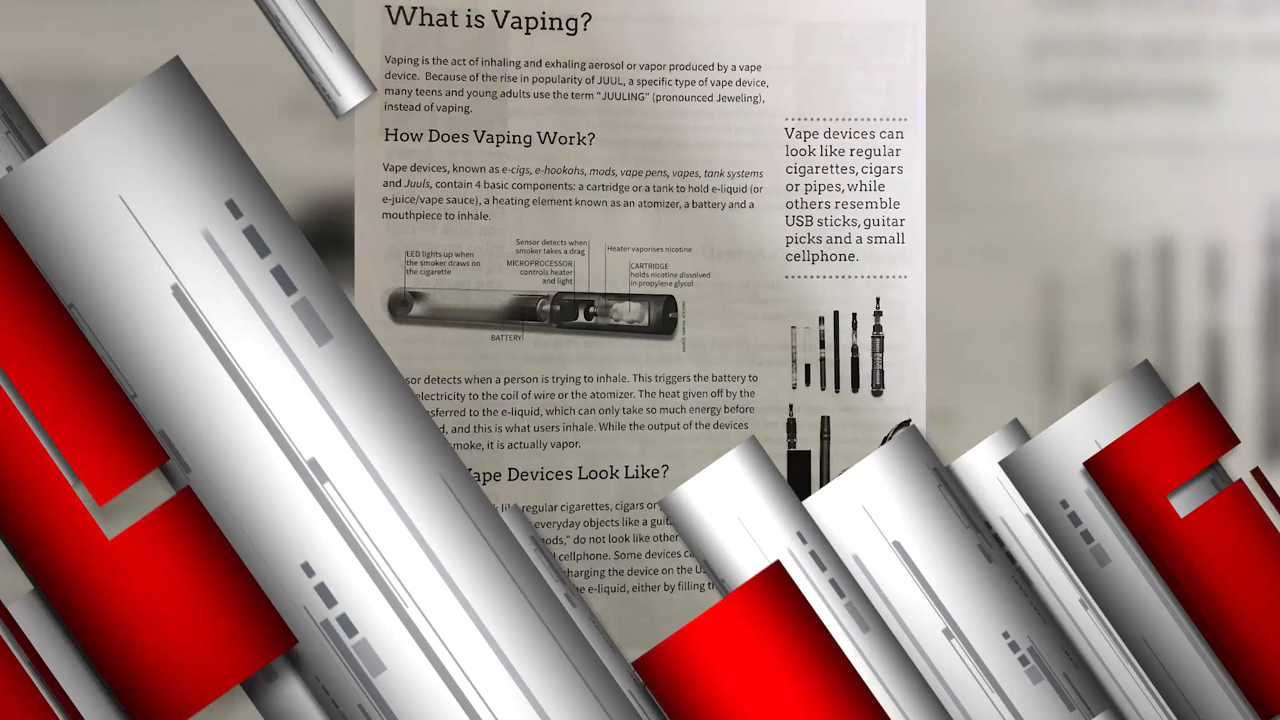 What is Vaping?
Vaping is the act of inhaling and exhaling aerosol or vapor produced by a vape
device. Because of the rise in popularity of JUUL, a specific type of vape device,
many teens and young adults use the term “JUULING” (pronounced Jeweling),
instead of vaping.
How Does Vaping Work?
Vape devices, known as e-cigs, e-hookahs, mods, vape pens, vapes, tank systems
and Juuls, contain 4 basic components: a cartridge or a tank to hold e-liquid (or
e-juice/vape sauce), a heating element known as an atomizer, a battery and a
mouthpiece to inhale.
LED lights up when
the smoker draws on
the cigarette
Sensor detects when
smoker takes a drag
MICROPROCESSOR
controls heater
and light
Heater vaporises nicotine
CARTRIDGE
holds nicotine dissolved
in propylene glycol
BATTERY
sor detects when a person is trying to inhale. This triggers the battery to
electricity to the coil of wire or the atomizer. The heat given off by the
sferred to the e-liquid, which can only take so much energy before
d, and this is what users inhale. While the output of the devices
smoke, it is actually vapor.
ape Devices Look Like?
regular cigarettes, cigars or
everyday objects like a guit
ods,” do not look like other
cellphone. Some devices ca
charging the device on the U
e e-liquid, either by filling t
Vape devices can
look like regular
cigarettes, cigars
or pipes, while
others resemble
USB sticks, guitar
picks and a small
cellphone.